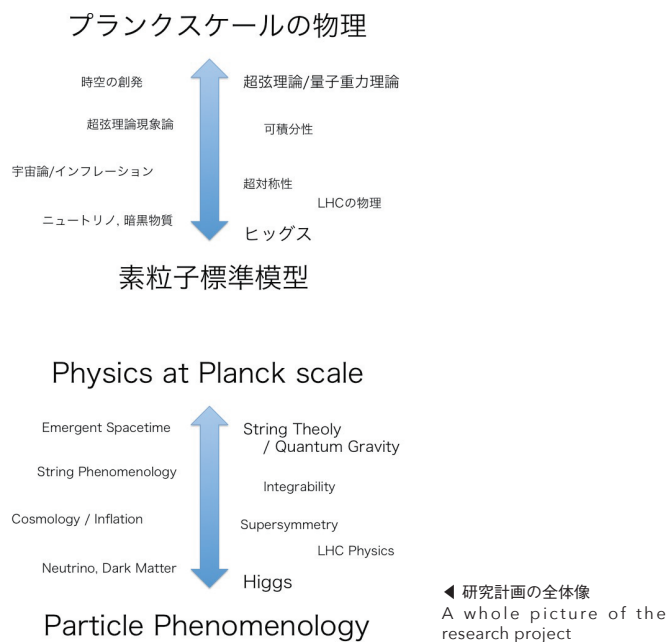 プランクスケールの物理
時空の創発
超弦理論/量子重力理論
超弦理論現象論
可積分性
宇宙論/インフレーション
超対称性
LHCの物理
ニュートリノ, 暗黒物質
ヒッグス
素粒子標準模型
Physics at Planck scale
Emergent Spacetime
String Theoly
/ Quantum Gravity
String Phenomenology
Integrability
Cosmology / Inflation
Supersymmetry
LHC Physics
Neutrino, Dark Matter
Higgs
Particle Phenomenology
◀ 研究計画の全体像
A whole picture of the
research project